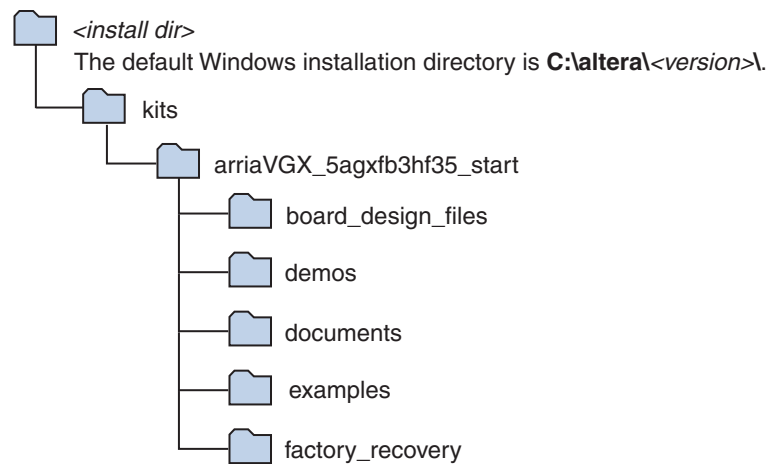 <install dir>
The default Windows installation directory is C:\altera\<version>\.
kits
arriaVGX_5agxfb3hf35_start
board_design_files
demos
documents
examples
factory_recovery